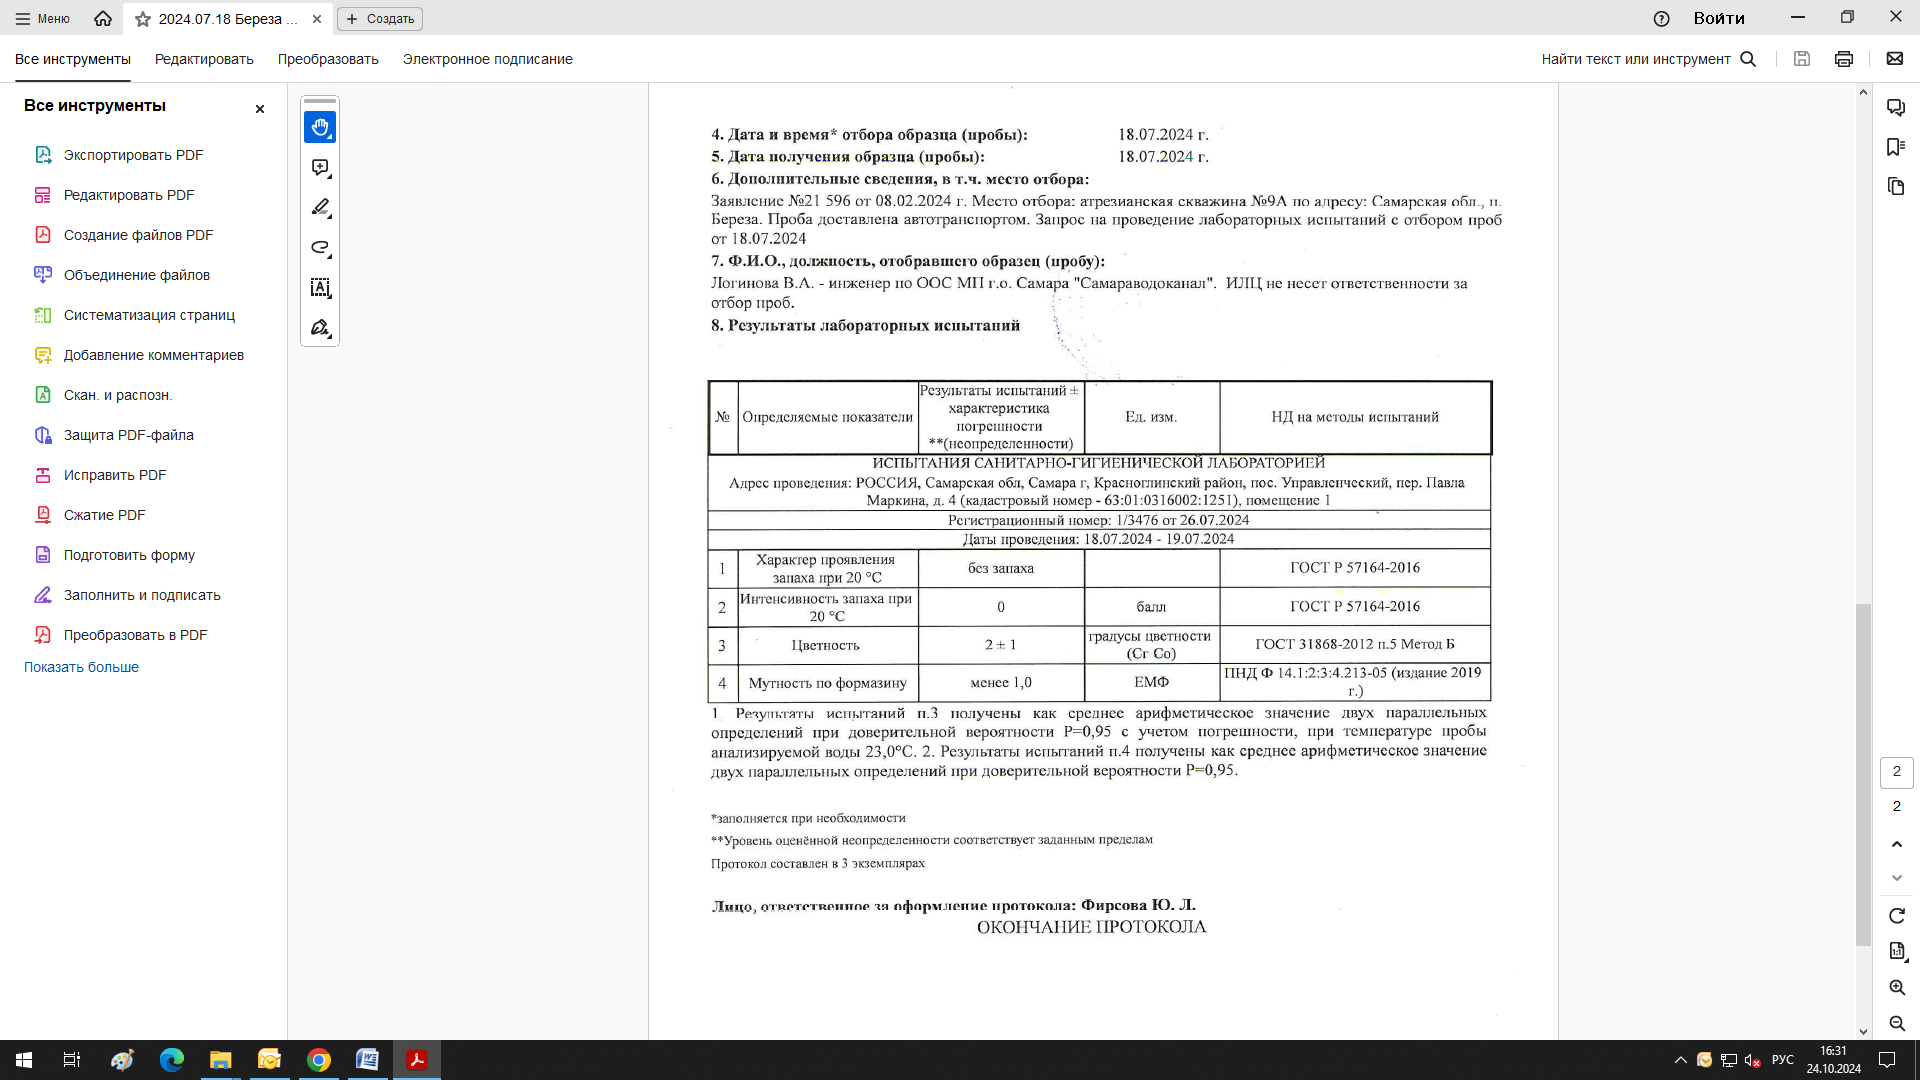 Меню
2024.07.18 Береза ...
Создать
Войти
Все инструменты
Редактировать
Преобразовать
Электронное подписание
Найти текст или инструмент
Все инструменты
Экспортировать PDF
Редактировать PDF
Создание файлов PDF
Объединение файлов
Систематизация страниц
Добавление комментариев
Скан. и распозн.
Защита PDF-файла
Исправить PDF
Сжатие PDF
Подготовить форму
Заполнить и подписать
Преобразовать в PDF
Показать больше
4. Дата и время* отбора образца (пробы): 18.07.2024 г.
5. Дата получения образца (пробы): 18.07.2024 г.
6. Дополнительные сведения, в т.ч. место отбора:
Заявление №21 596 от 08.02.2024 г. Место отбора: атрезианская скважина №9А по адресу: Самарская обл., п.
Береза. Проба доставлена автотранспортом. Запрос на проведение лабораторных испытаний с отбором проб
от 18.07.2024
7. Ф.И.О., должность, отобравшего образец (пробу):
Логинова В.А. - инженер по ООС МП г.о. Самара "Самараводоканал". ИЛЦ не несет ответственности за
отбор проб.
8. Результаты лабораторных испытаний
№
Определяемые показатели
Результаты испытаний ±
характеристика
погрешности
**(неопределенности)
Ед. изм.
НД на методы испытаний
ИСПЫТАНИЯ САНИТАРНО-ГИГИЕНИЧЕСКОЙ ЛАБОРАТОРИЕЙ
Адрес проведения: РОССИЯ, Самарская обл, Самара г, Красноглинский район, пос. Управленческий, пер. Павла
Маркина, д. 4 (кадастровый номер - 63:01:0316002:1251), помещение 1
Регистрационный номер: 1/3476 от 26.07.2024
Даты проведения: 18.07.2024 - 19.07.2024
1
Характер проявления
запаха при 20 °С
без запаха
ГОСТ Р 57164-2016
2
Интенсивность запаха при
20 °С
0
балл
ГОСТ Р 57164-2016
3
Цветность
2 ± 1
градусы цветности
(Cr Co)
ГОСТ 31868-2012 п.5 Метод Б
4
Мутность по формазину
менее 1,0
ЕМФ
ПНД Ф 14.1:2:3:4.213-05 (издание 2019
г.)
1. Результаты испытаний п.3 получены как среднее арифметическое значение двух параллельных
определений при доверительной вероятности Р=0,95 с учетом погрешности, при температуре пробы
анализируемой воды 23,0°С. 2. Результаты испытаний п.4 получены как среднее арифметическое значение
двух параллельных определений при доверительной вероятности Р=0,95.
*заполняется при необходимости
**Уровень оценённой неопределенности соответствует заданным пределам
Протокол составлен в 3 экземплярах
Лицо, ответственное за оформление протокола: Фирсова Ю. Л.
ОКОНЧАНИЕ ПРОТОКОЛА
2
2
РУС
16:31
24.10.2024